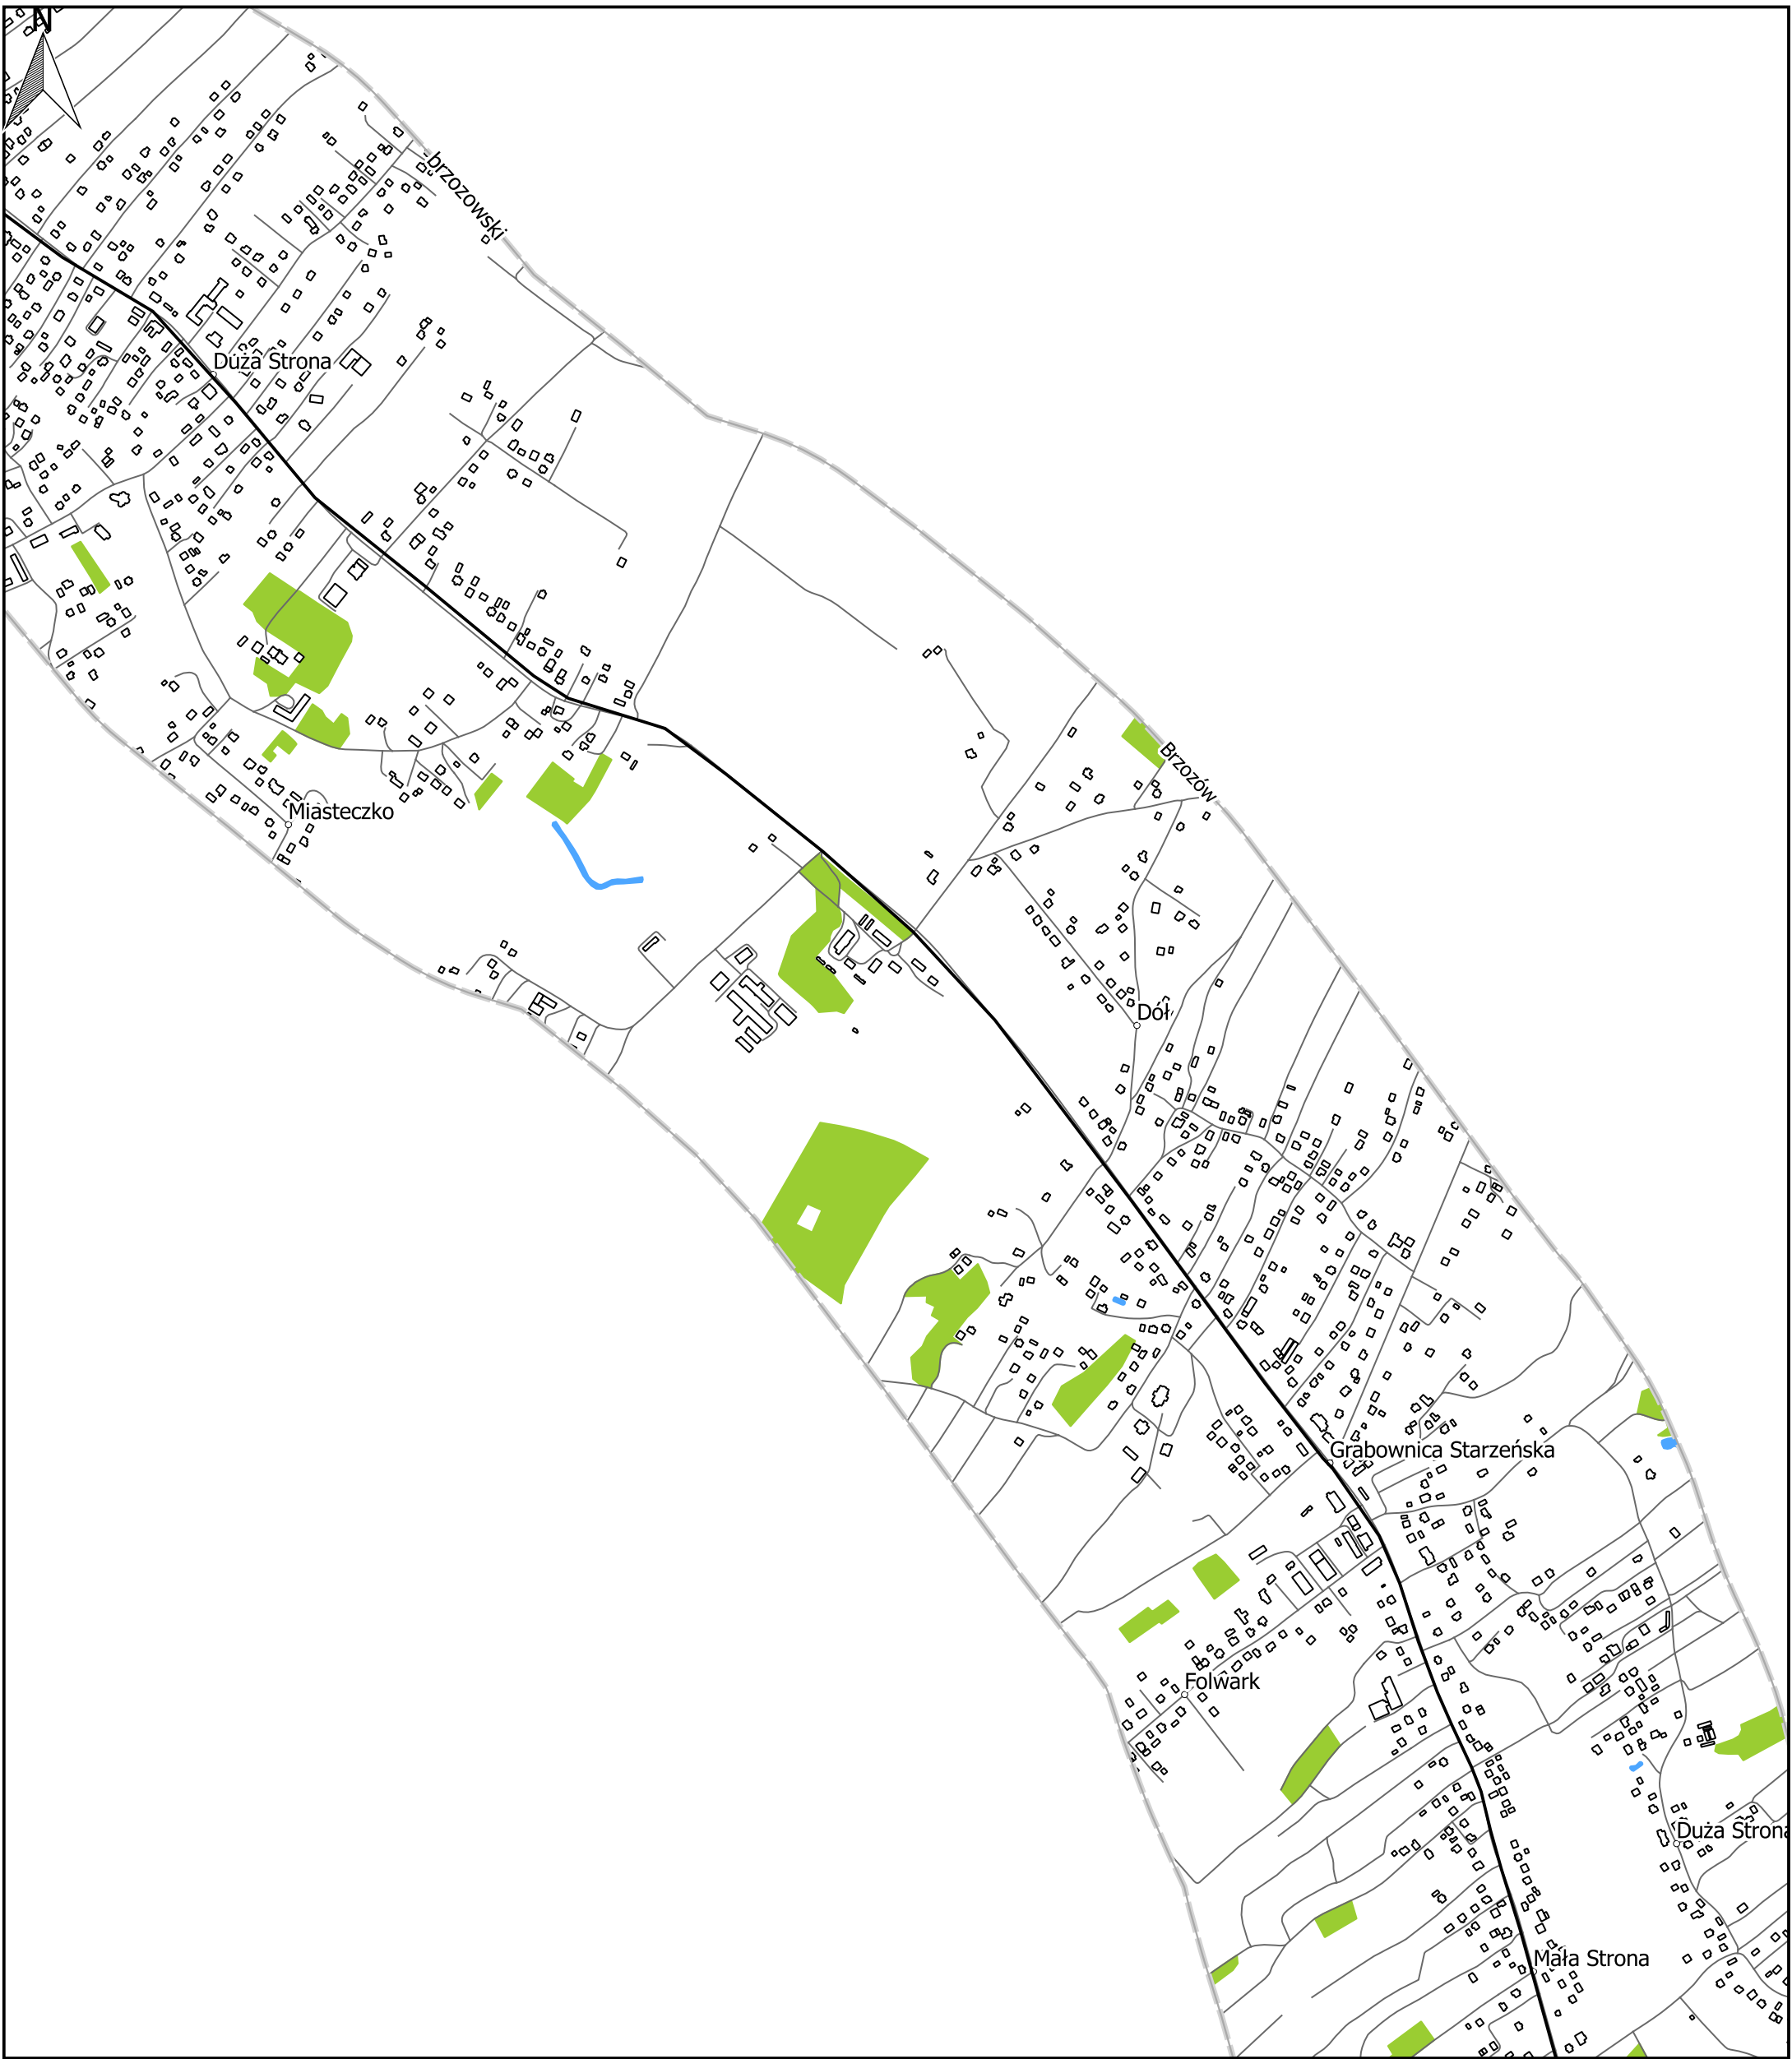 N
brzozowski
Duża Strona
Brzozów
Miasteczko
Dół
Grabownica Starzeńska
Folwark
Duża Strona
Mała Strona